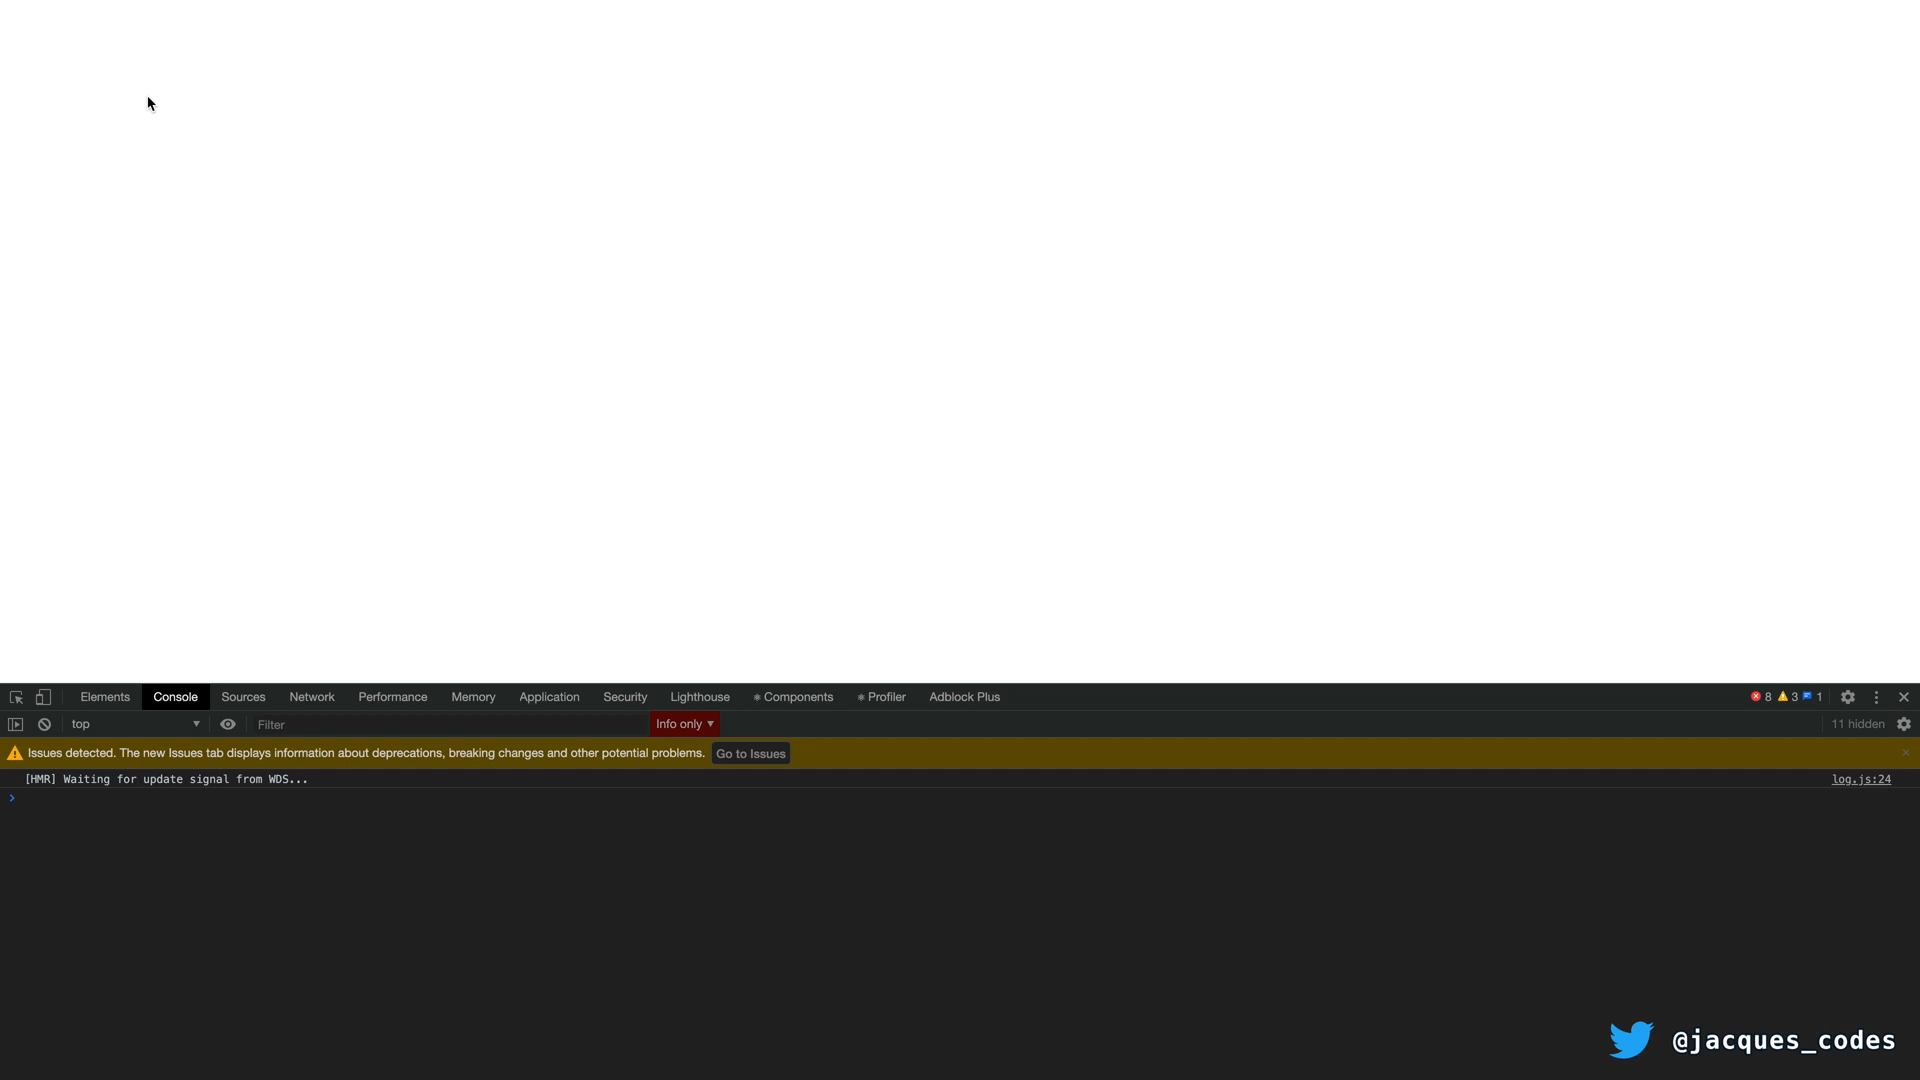 Elements Console Sources Network Performance Memory Application Security Lighthouse Components Profiler Adblock Plus 8 3 1
top Filter Info only 11 hidden
Issues detected. The new Issues tab displays information about deprecations, breaking changes and other potential problems. Go to Issues
[HMR] Waiting for update signal from WDS... log.js:24
@jacques_codes